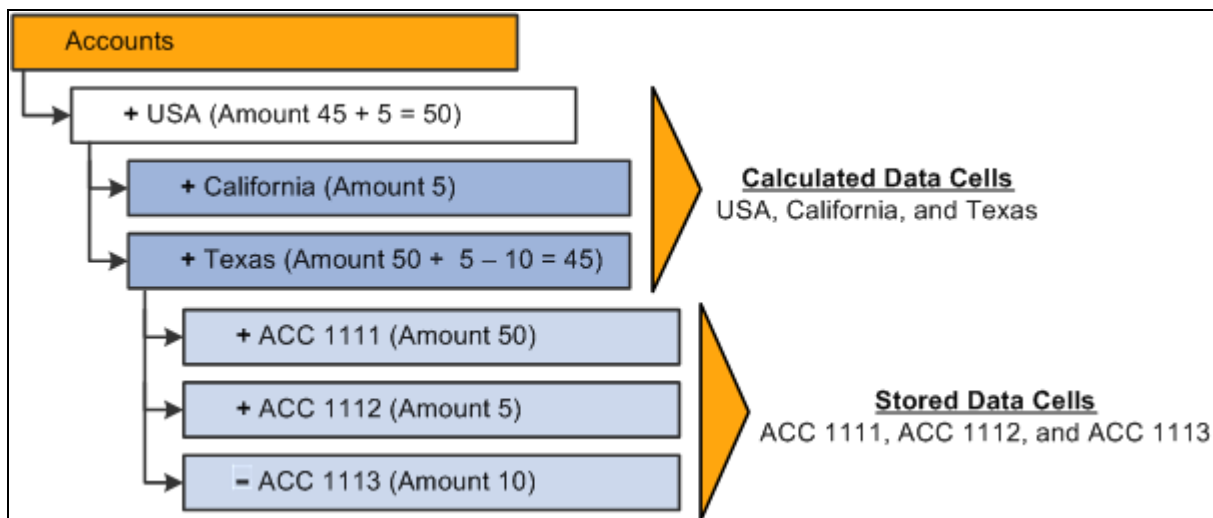 Accounts
+ USA (Amount 45 + 5 = 50)
+ California (Amount 5)
+ Texas (Amount 50 + 5 – 10 = 45)
+ ACC 1111 (Amount 50)
+ ACC 1112 (Amount 5)
– ACC 1113 (Amount 10)
Calculated Data Cells
USA, California, and Texas
Stored Data Cells
ACC 1111, ACC 1112, and ACC 1113